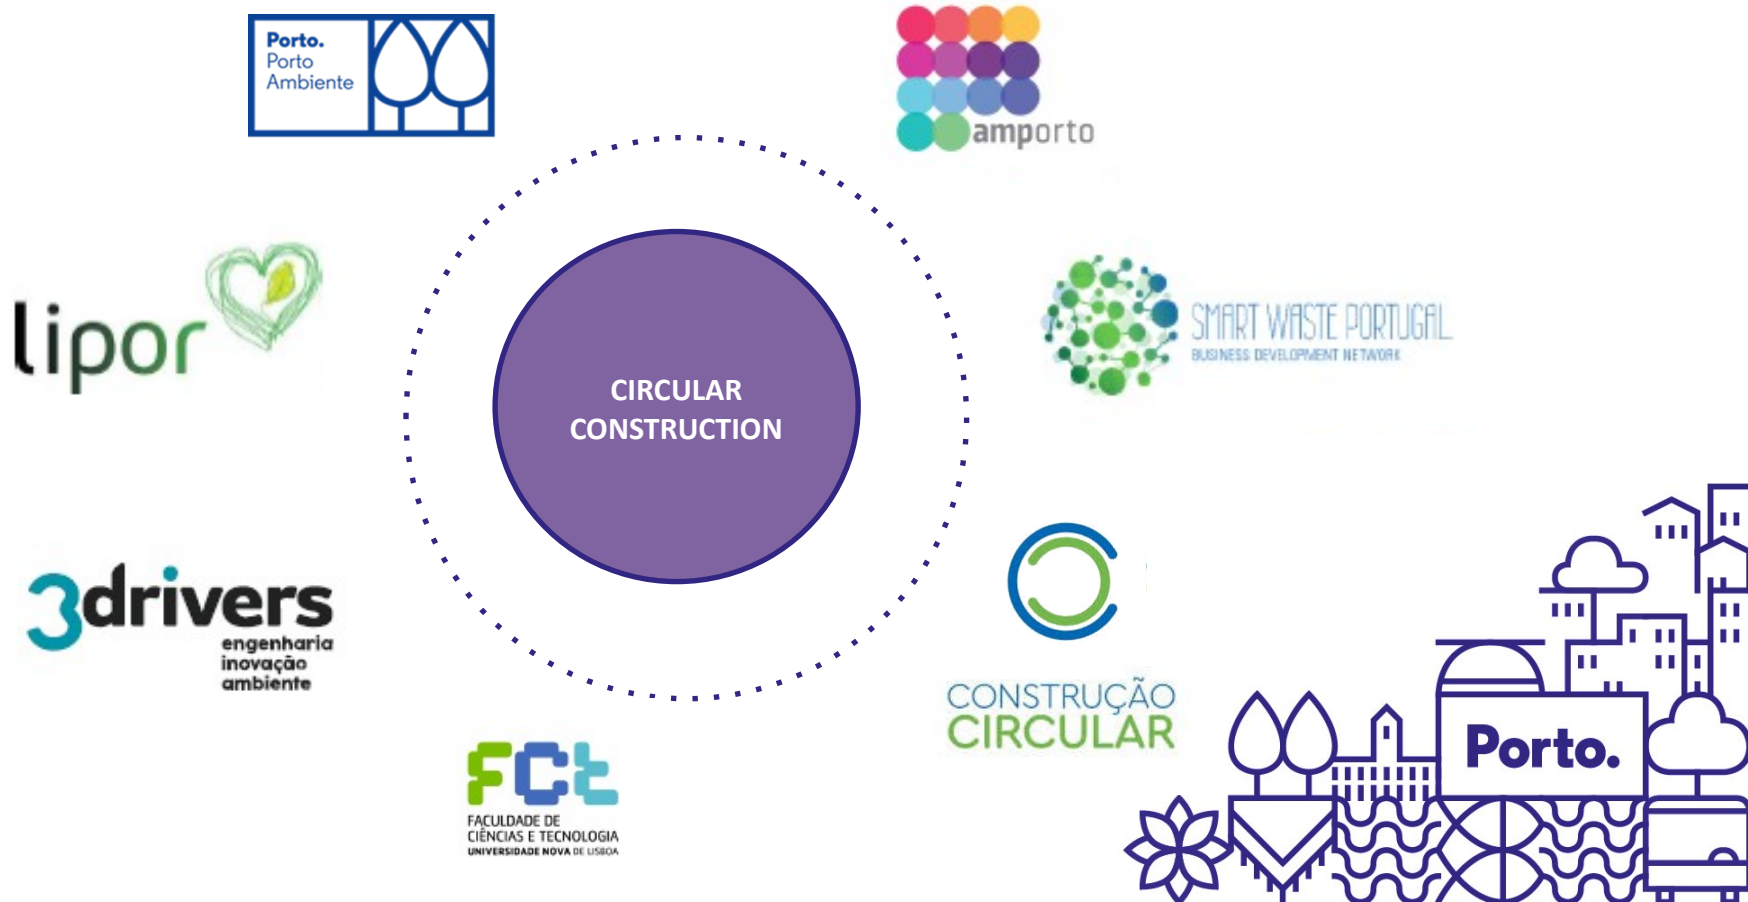 Porto.
Porto
Ambiente
amporto
lipor
SMART WASTE PORTUGAL
BUSINESS DEVELOPMENT NETWORK
CIRCULAR
CONSTRUCTION
3drivers
engenharia
inovação
ambiente
CONSTRUÇÃO
CIRCULAR
Porto.
FCt
FACULDADE DE
CIÊNCIAS E TECNOLOGIA
UNIVERSIDADE NOVA DE LISBOA